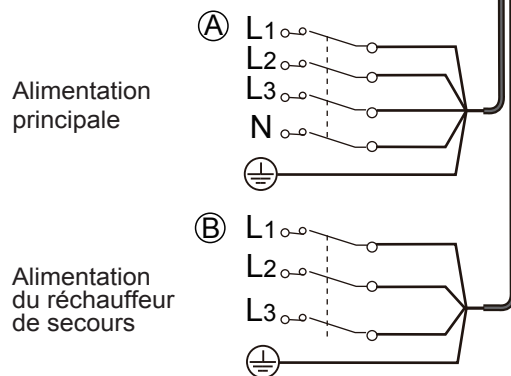 Ⓐ L1
L2
L3
N
Alimentation
principale
Ⓑ L1
L2
L3
Alimentation
du réchauffeur
de secours